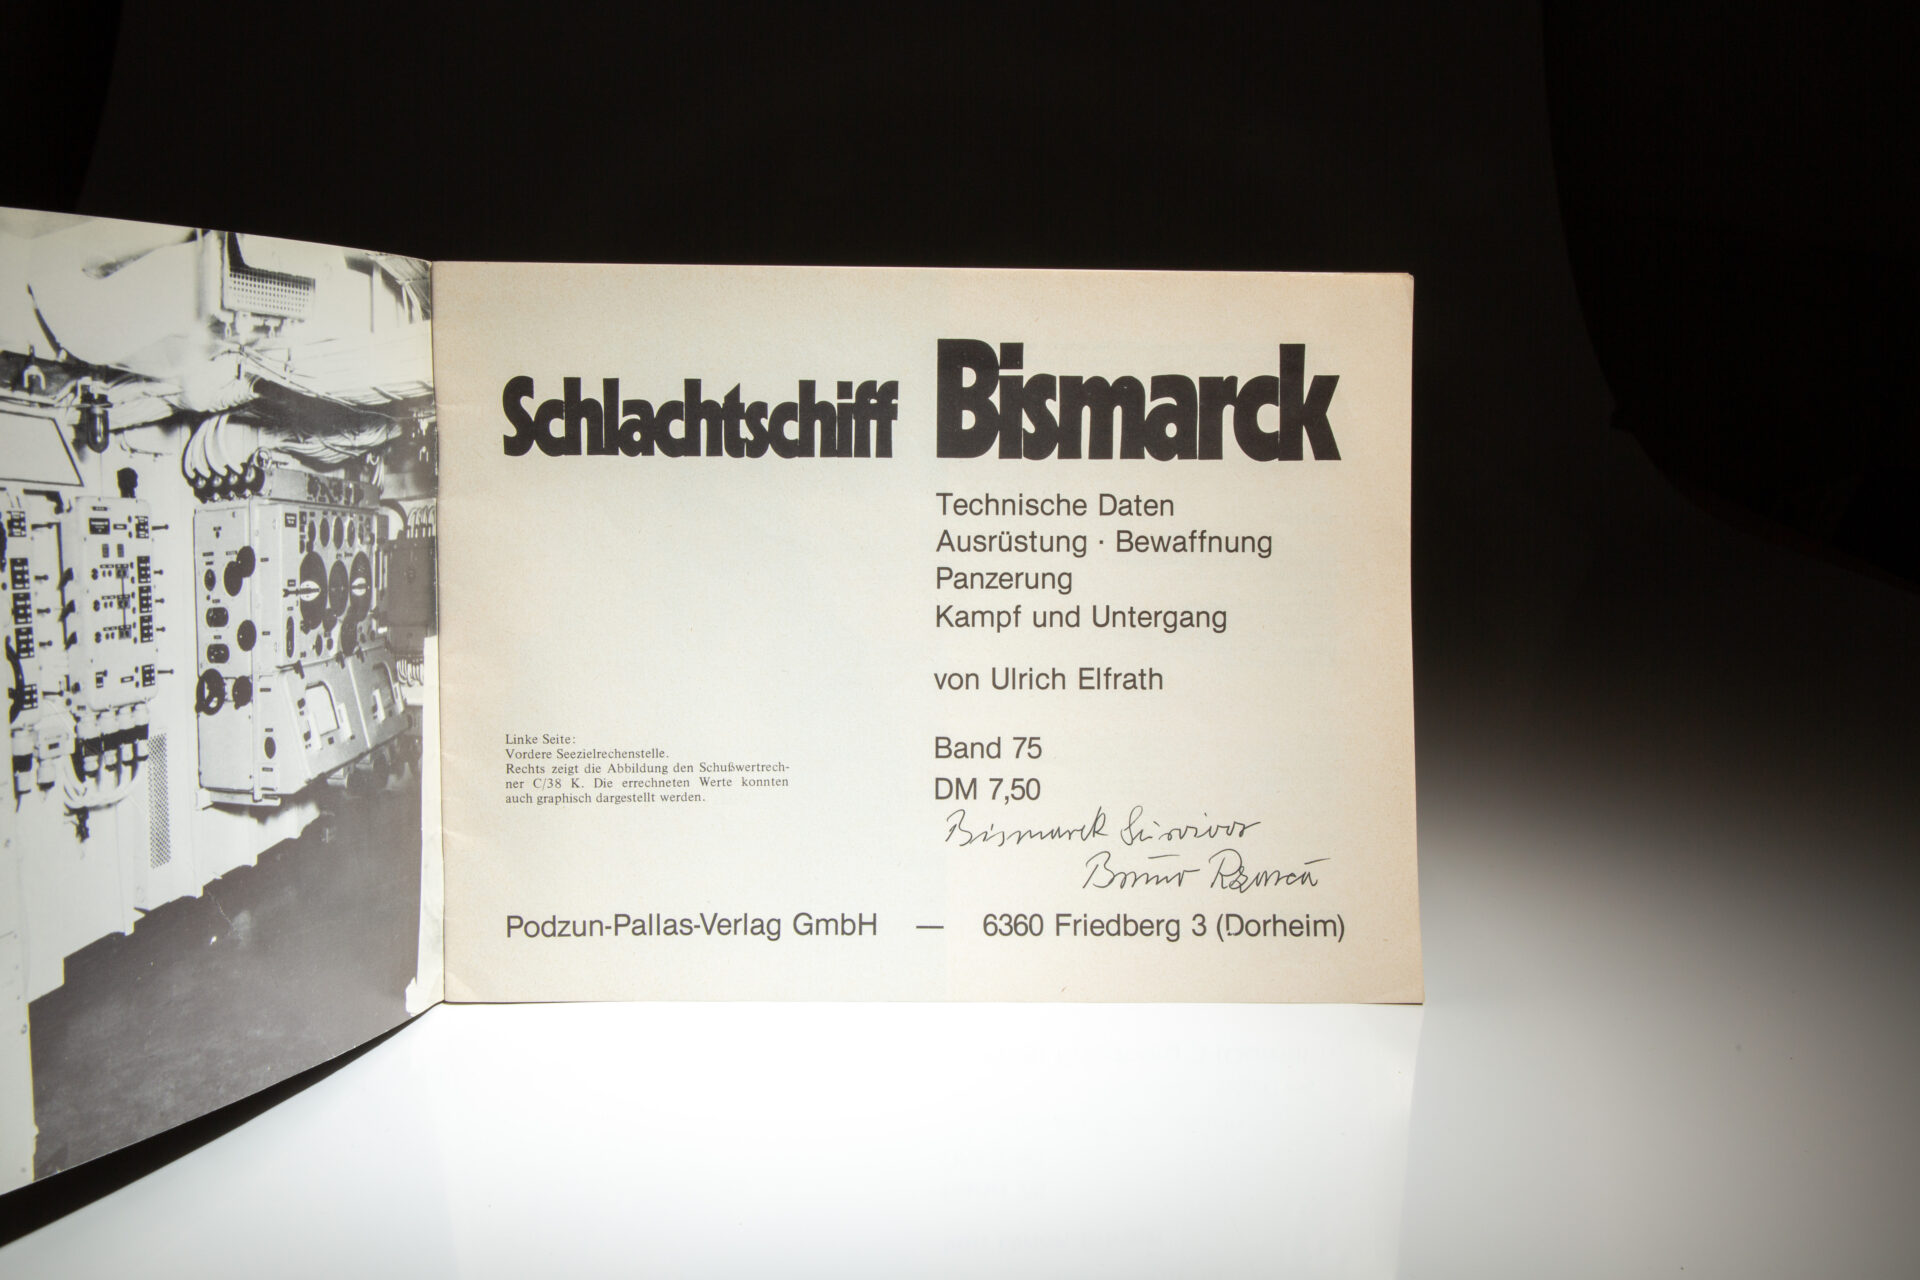 Schlachtschiff Bismarck
Technische Daten
Ausrüstung · Bewaffnung
Panzerung
Kampf und Untergang
von Ulrich Elfrath
Linke Seite:
Vordere Seezielrechenstelle.
Rechts zeigt die Abbildung den Schußwertrech-
ner C/38 K. Die errechneten Werte konnten
auch graphisch dargestellt werden.
Band 75
DM 7,50
Bismarck Survivor
Bruno
Podzun-Pallas-Verlag GmbH — 6360 Friedberg 3 (Dorheim)